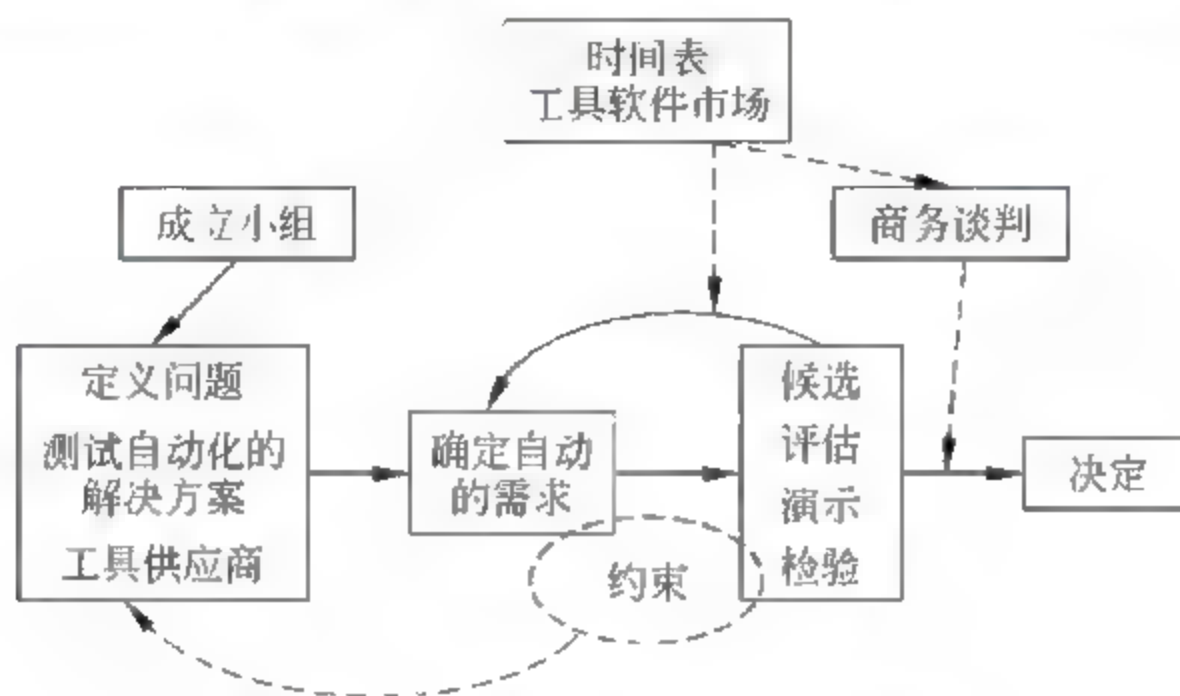 时间表
工具软件市场
成立小组
商务谈判
定义问题
测试自动化的
解决方案
工具供应商
确定自动
的需求
候选
评估
演示
检验
决定
约束